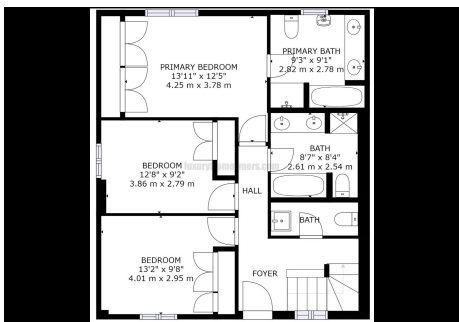 PRIMARY BEDROOM
13'11" × 12'5"
4.25 m x 3.78 m
PRIMARY BATH
9'3" × 9'1"
2.82 m x 2.78 m
BEDROOM
12'8" × 9'2"
3.86 m x 2.79 m
HALL
BATH
8'7" × 8'4"
2.61 m x 2.54 m
BATH
BEDROOM
13'2" × 9'8"
4.01 m x 2.95 m
FOYER